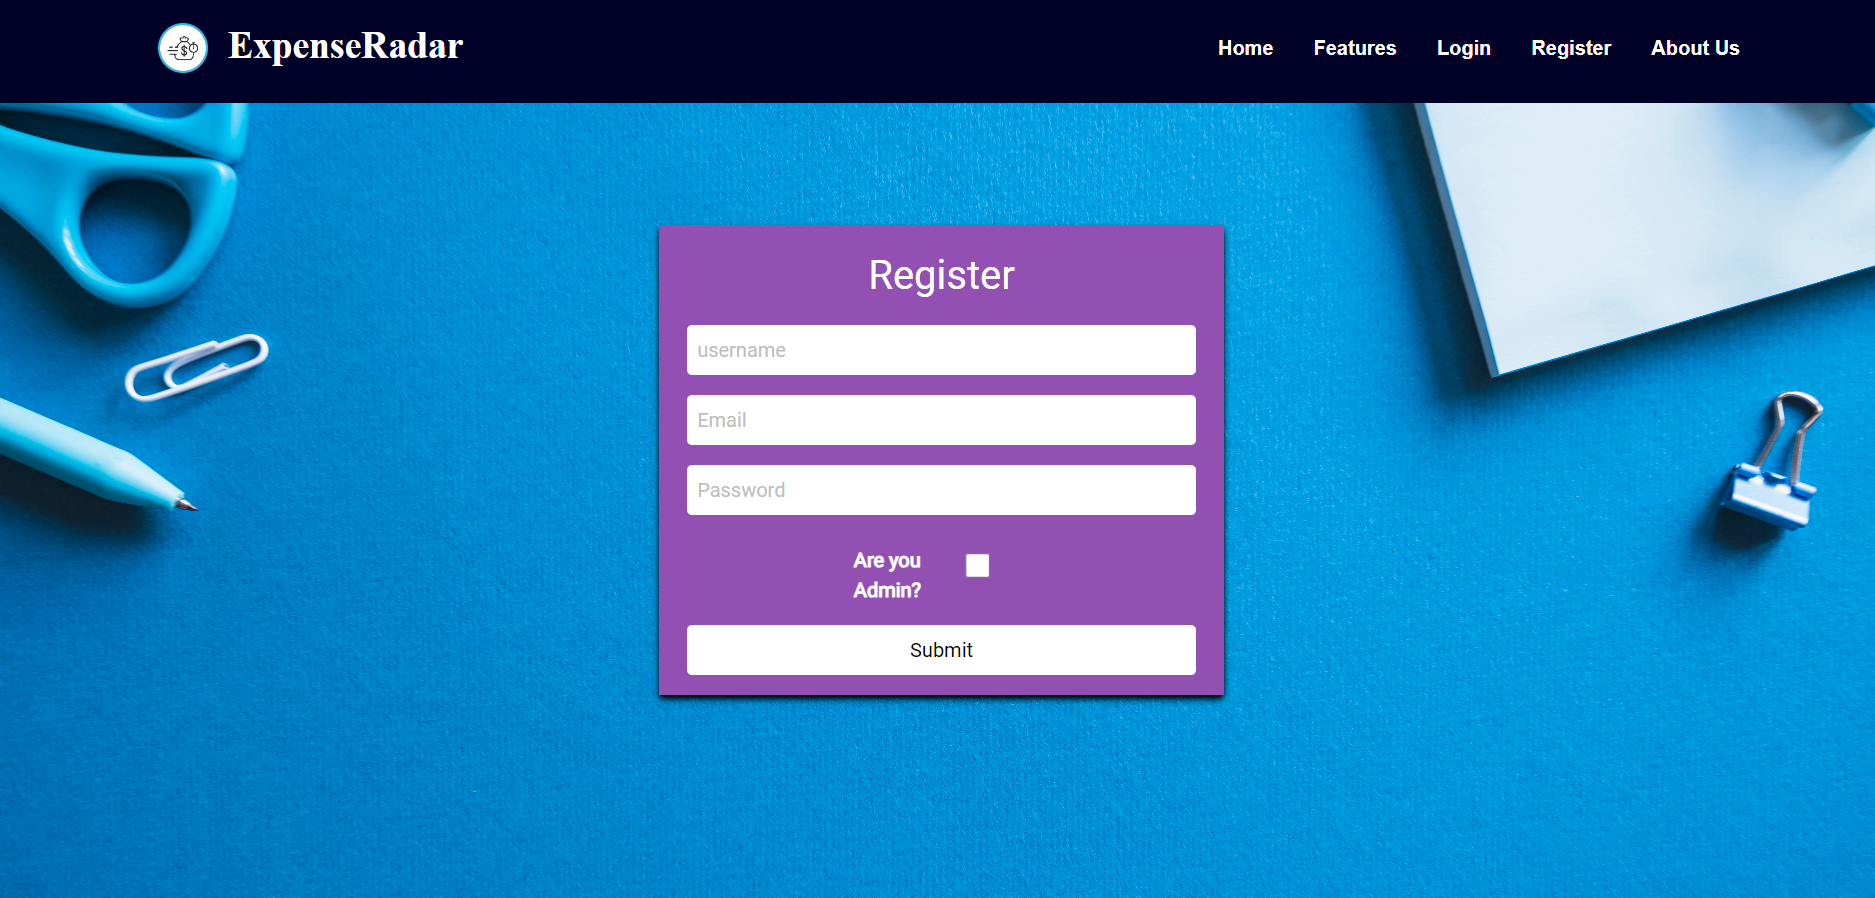 ExpenseRadar
Home Features Login Register About Us
Register
username
Email
Password
Are you
Admin?
Submit